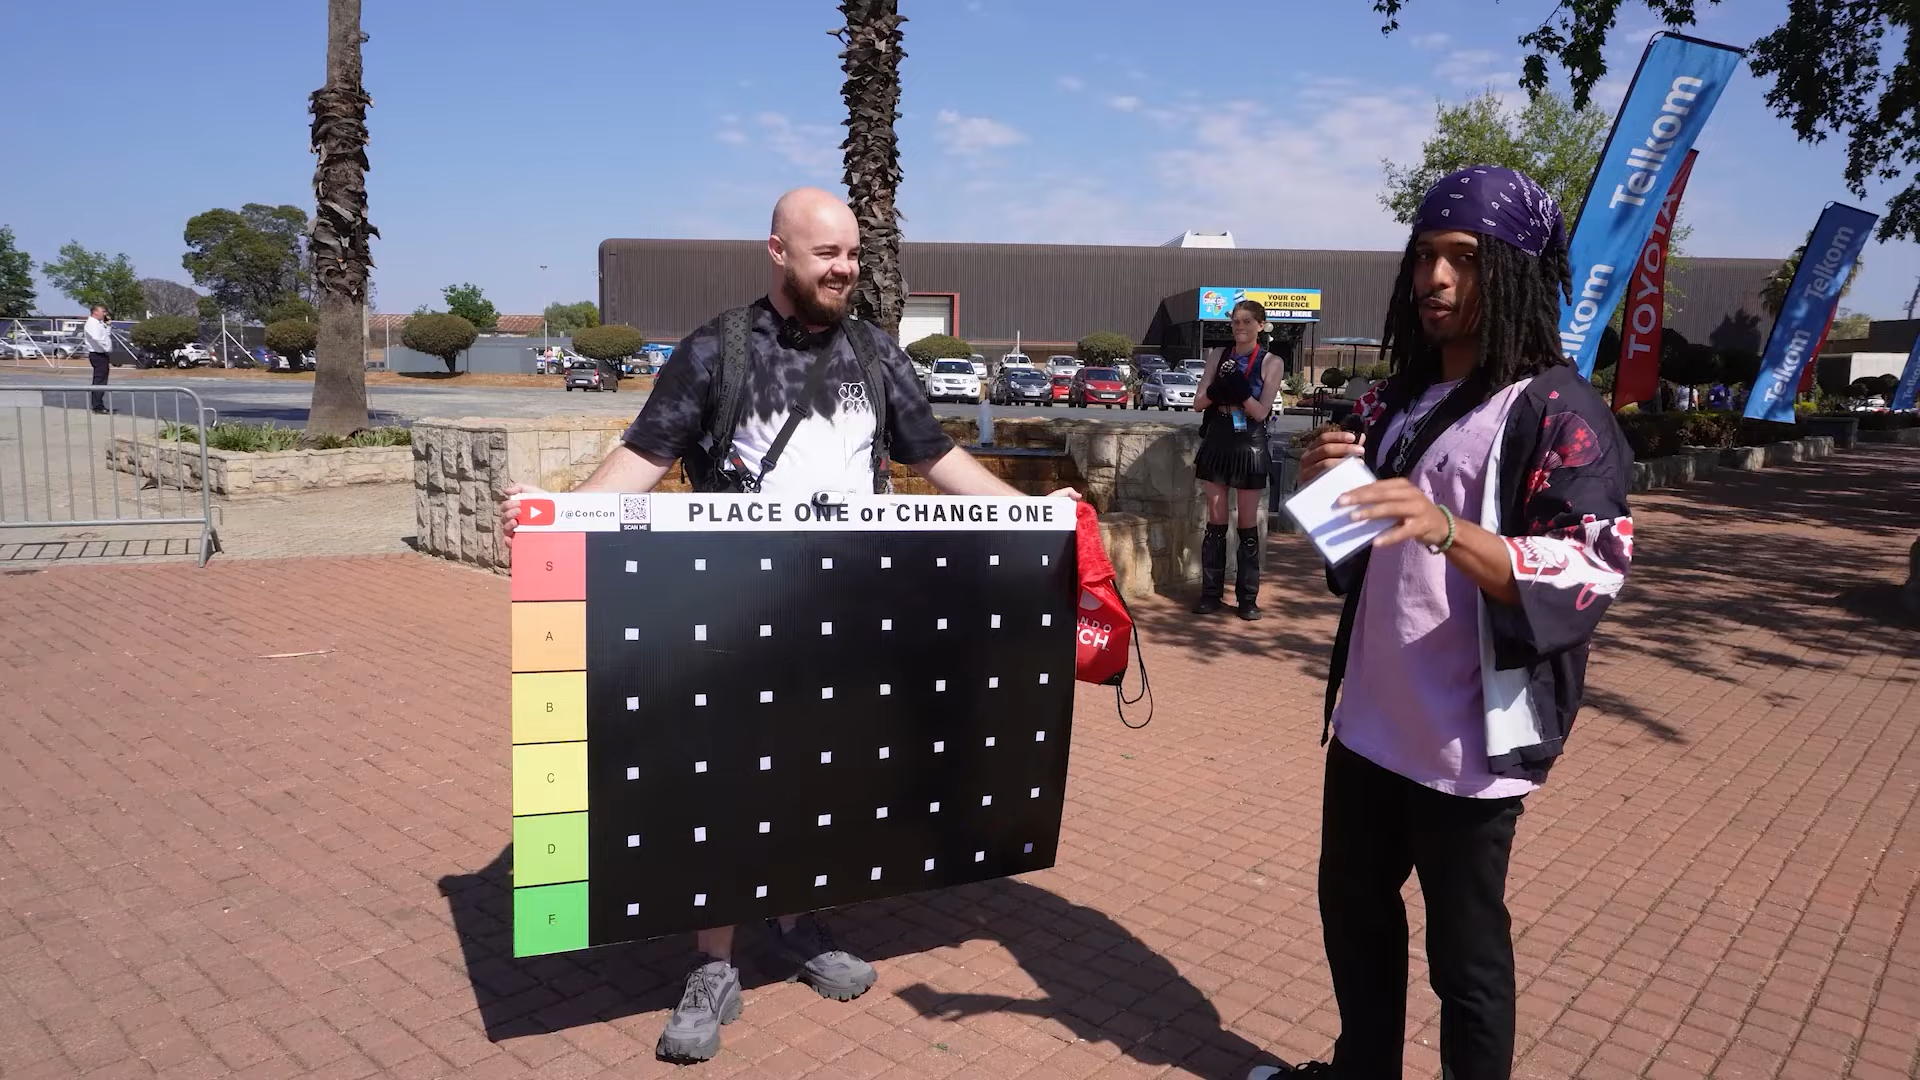 Telkom
TOYOTA
Telkom
Telkom
Telkom
YOUR CON
EXPERIENCE
STARTS HERE
/@ConCon
SCAN ME
PLACE ONE or CHANGE ONE
S
A
B
C
D
F